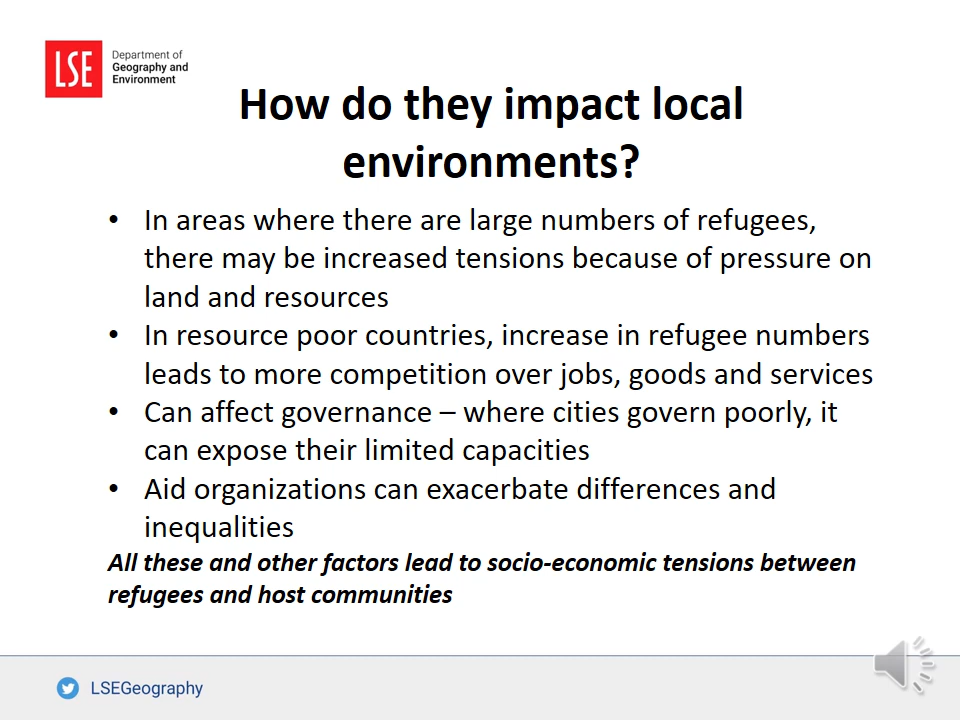 LSE
Department of
Geography and
Environment
How do they impact local
environments?
• In areas where there are large numbers of refugees,
there may be increased tensions because of pressure on
land and resources
• In resource poor countries, increase in refugee numbers
leads to more competition over jobs, goods and services
• Can affect governance – where cities govern poorly, it
can expose their limited capacities
• Aid organizations can exacerbate differences and
inequalities
All these and other factors lead to socio-economic tensions between
refugees and host communities
LSEGeography